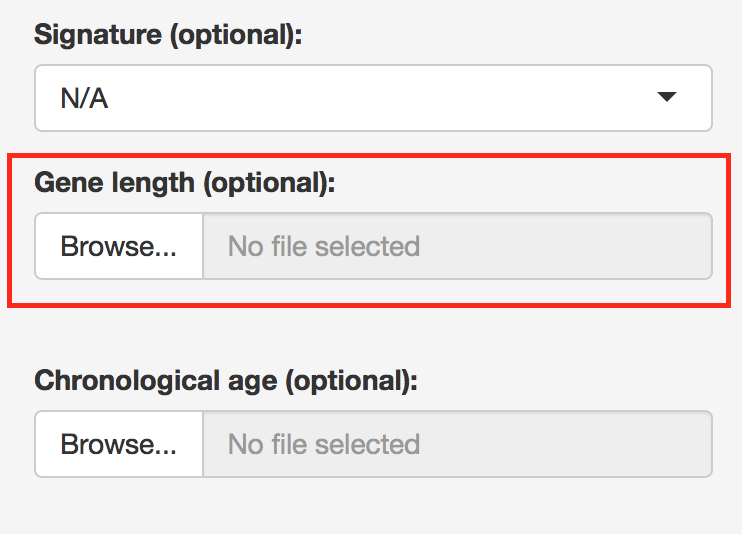 Signature (optional):
N/A
Gene length (optional):
Browse... No file selected
Chronological age (optional):
Browse... No file selected